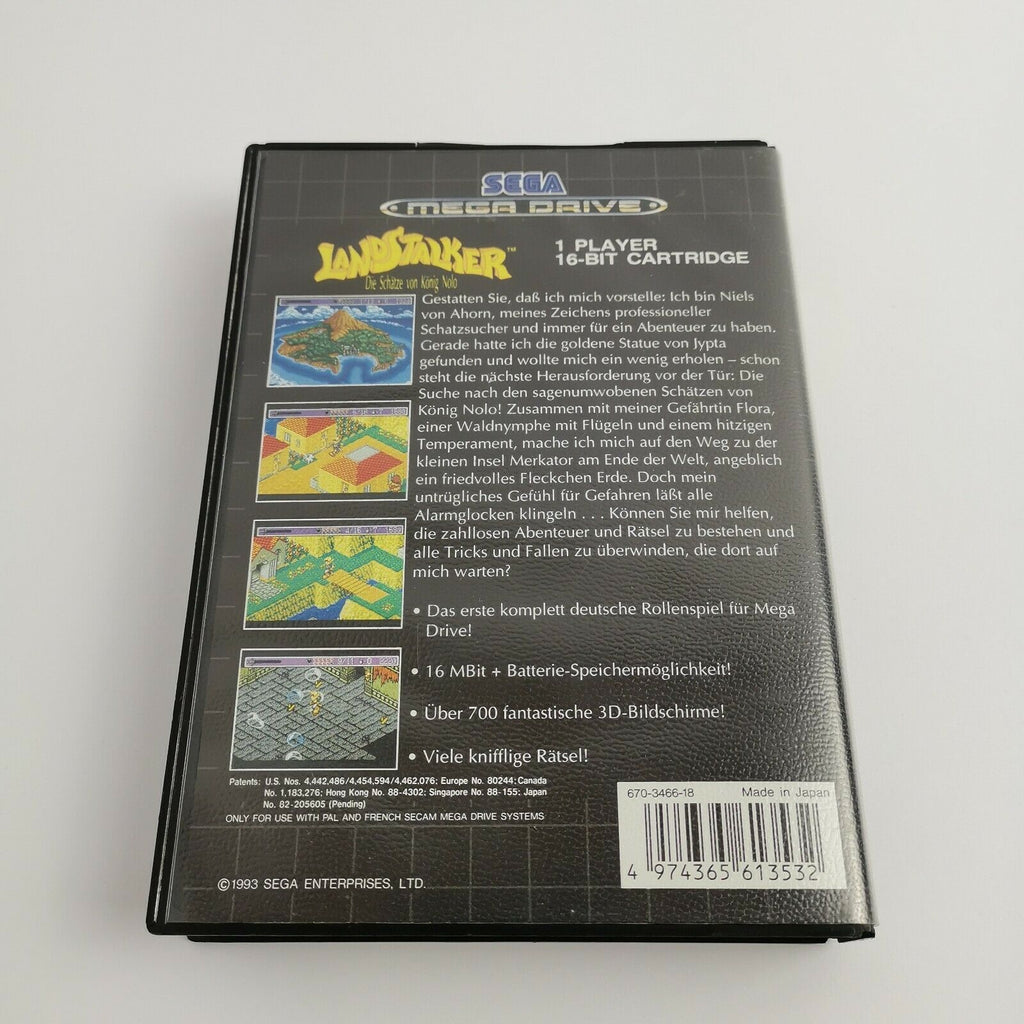 SEGA
MEGA DRIVE
LANDSTALKER™
Die Schätze von König Nolo
1 PLAYER
16-BIT CARTRIDGE
Gestatten Sie, daß ich mich vorstelle: Ich bin Niels
von Ahorn, meines Zeichens professioneller
Schatzsucher und immer für ein Abenteuer zu haben.
Gerade hatte ich die goldene Statue von Jypta
gefunden und wollte mich ein wenig erholen – schon
steht die nächste Herausforderung vor der Tür: Die
Suche nach den sagenumwobenen Schätzen von
König Nolo! Zusammen mit meiner Gefährtin Flora,
einer Waldnymphe mit Flügeln und einem hitzigen
Temperament, mache ich mich auf den Weg zu der
kleinen Insel Merkator am Ende der Welt, angeblich
ein friedvolles Fleckchen Erde. Doch mein
untrügliches Gefühl für Gefahren läßt alle
Alarmglocken klingeln . . . Können Sie mir helfen,
die zahllosen Abenteuer und Rätsel zu bestehen und
alle Tricks und Fallen zu überwinden, die dort auf
mich warten?
• Das erste komplett deutsche Rollenspiel für Mega
Drive!
• 16 MBit + Batterie-Speichermöglichkeit!
• Über 700 fantastische 3D-Bildschirme!
• Viele knifflige Rätsel!
Patents: U.S. Nos. 4,442,486/4,454,594/4,462,076; Europe No. 80244; Canada
No. 1,183,276; Hong Kong No. 88-4302; Singapore No. 88-155; Japan
No. 82-205605 (Pending)
ONLY FOR USE WITH PAL AND FRENCH SECAM MEGA DRIVE SYSTEMS
670-3466-18 Made in Japan
4 974365 613532
©1993 SEGA ENTERPRISES, LTD.